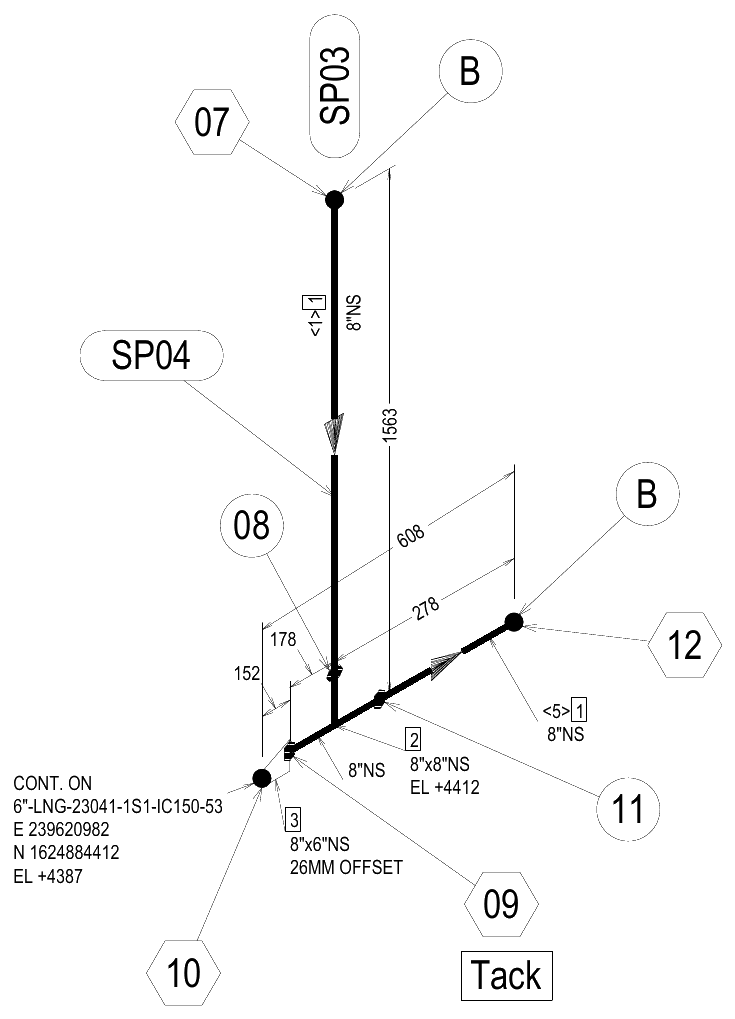 SP03
B
07
<1> 1
8"NS
SP04
1563
B
08
608
278
178
152
12
<5> 1
8"NS
2
8"x8"NS
EL +4412
8"NS
CONT. ON
6"-LNG-23041-1S1-IC150-53
E 239620982
N 1624884412
EL +4387
11
3
8"x6"NS
26MM OFFSET
09
10
Tack